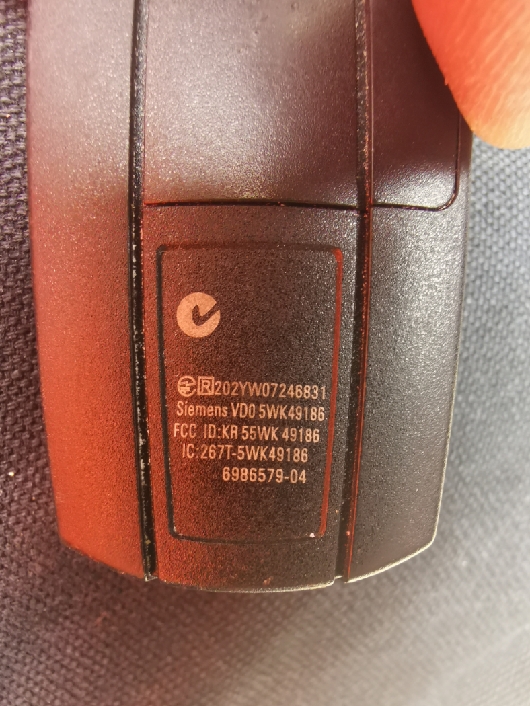 R 202YW07246831
Siemens VDO 5WK49186
FCC ID:KR 55WK 49186
IC:267T-5WK49186
6986579-04